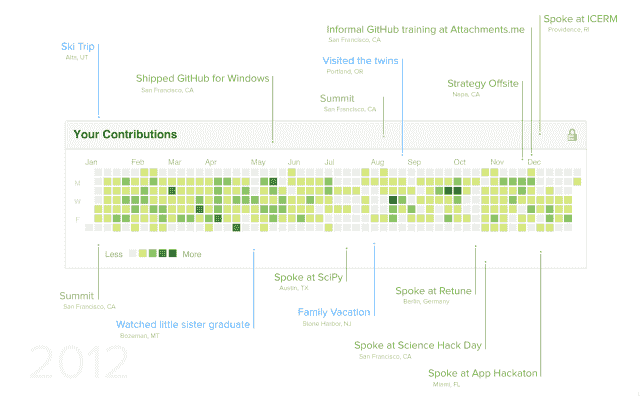 Spoke at ICERM
Providence, RI
Informal GitHub training at Attachments.me
San Francisco, CA
Ski Trip
Alta, UT
Visited the twins
Portland, OR
Shipped GitHub for Windows
San Francisco, CA
Strategy Offsite
Napa, CA
Summit
San Francisco, CA
Your Contributions
Jan Feb Mar Apr May Jun Jul Aug Sep Oct Nov Dec
M
W
F
Less More
Spoke at SciPy
Austin, TX
Spoke at Retune
Berlin, Germany
Summit
San Francisco, CA
Family Vacation
Stone Harbor, NJ
Watched little sister graduate
Bozeman, MT
Spoke at Science Hack Day
San Francisco, CA
2012
Spoke at App Hackaton
Miami, FL